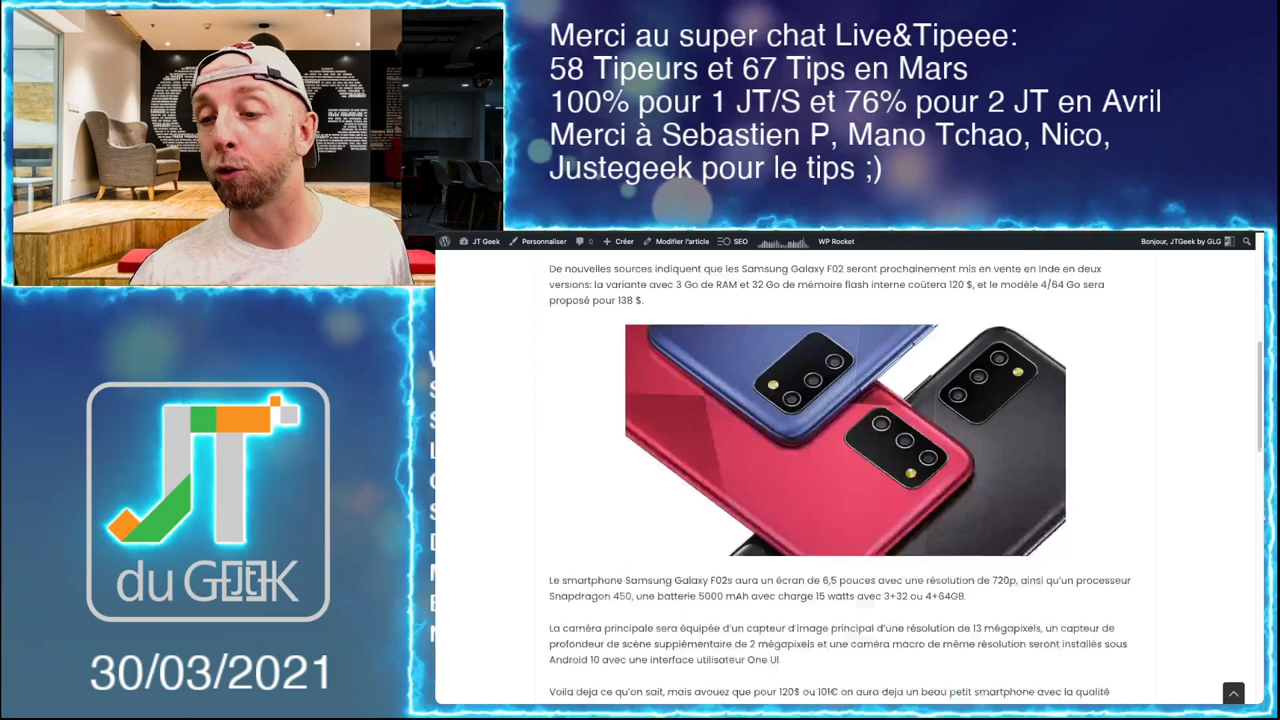 Merci au super chat Live&Tipeee:
58 Tipeurs et 67 Tips en Mars
100% pour 1 JT/S et 76% pour 2 JT en Avril
Merci à Sebastien P, Mano Tchao, Nico,
Justegeek pour le tips ;)
JT Geek Personnaliser 0 Créer Modifier l'article SEO WP Rocket Bonjour, JTGeek by GLG
De nouvelles sources indiquent que les Samsung Galaxy F02 seront prochainement mis en vente en Inde en deux
versions: la variante avec 3 Go de RAM et 32 Go de mémoire flash interne coûtera 120 $, et le modèle 4/64 Go sera
proposé pour 138 $.
Le smartphone Samsung Galaxy F02s aura un écran de 6,5 pouces avec une résolution de 720p, ainsi qu'un processeur
Snapdragon 450, une batterie 5000 mAh avec charge 15 watts avec 3+32 ou 4+64GB.
La caméra principale sera équipée d'un capteur d'image principal d'une résolution de 13 mégapixels, un capteur de
profondeur de scène supplémentaire de 2 mégapixels et une caméra macro de même résolution seront installés sous
Android 10 avec une interface utilisateur One UI.
Voila deja ce qu'on sait, mais avouez que pour 120$ ou 101€ on aura deja un beau petit smartphone avec la qualité
JT
du GEEK
30/03/2021